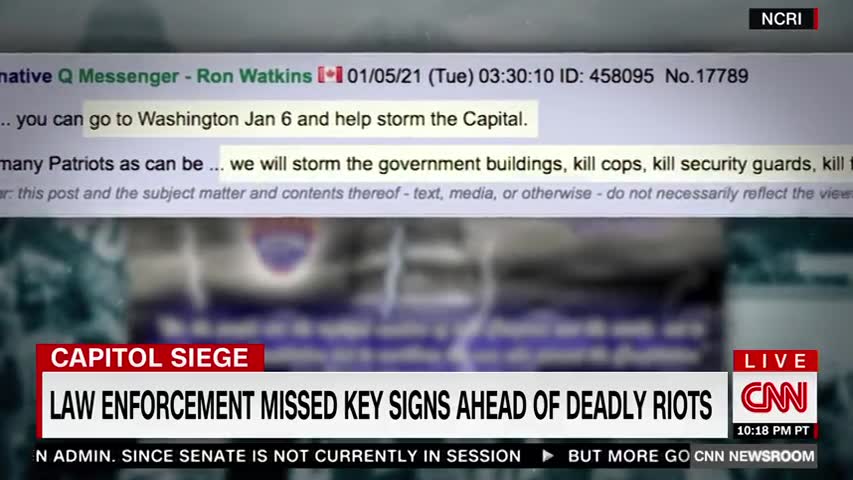 NCRI
native Q Messenger - Ron Watkins 01/05/21 (Tue) 03:30:10 ID: 458095 No.17789
... you can go to Washington Jan 6 and help storm the Capital.
many Patriots as can be ... we will storm the government buildings, kill cops, kill security guards, kill f
er: this post and the subject matter and contents thereof - text, media, or otherwise - do not necessarily reflect the view
CAPITOL SIEGE
LAW ENFORCEMENT MISSED KEY SIGNS AHEAD OF DEADLY RIOTS
LIVE
CNN
10:18 PM PT
N ADMIN. SINCE SENATE IS NOT CURRENTLY IN SESSION ▶ BUT MORE GO
CNN NEWSROOM